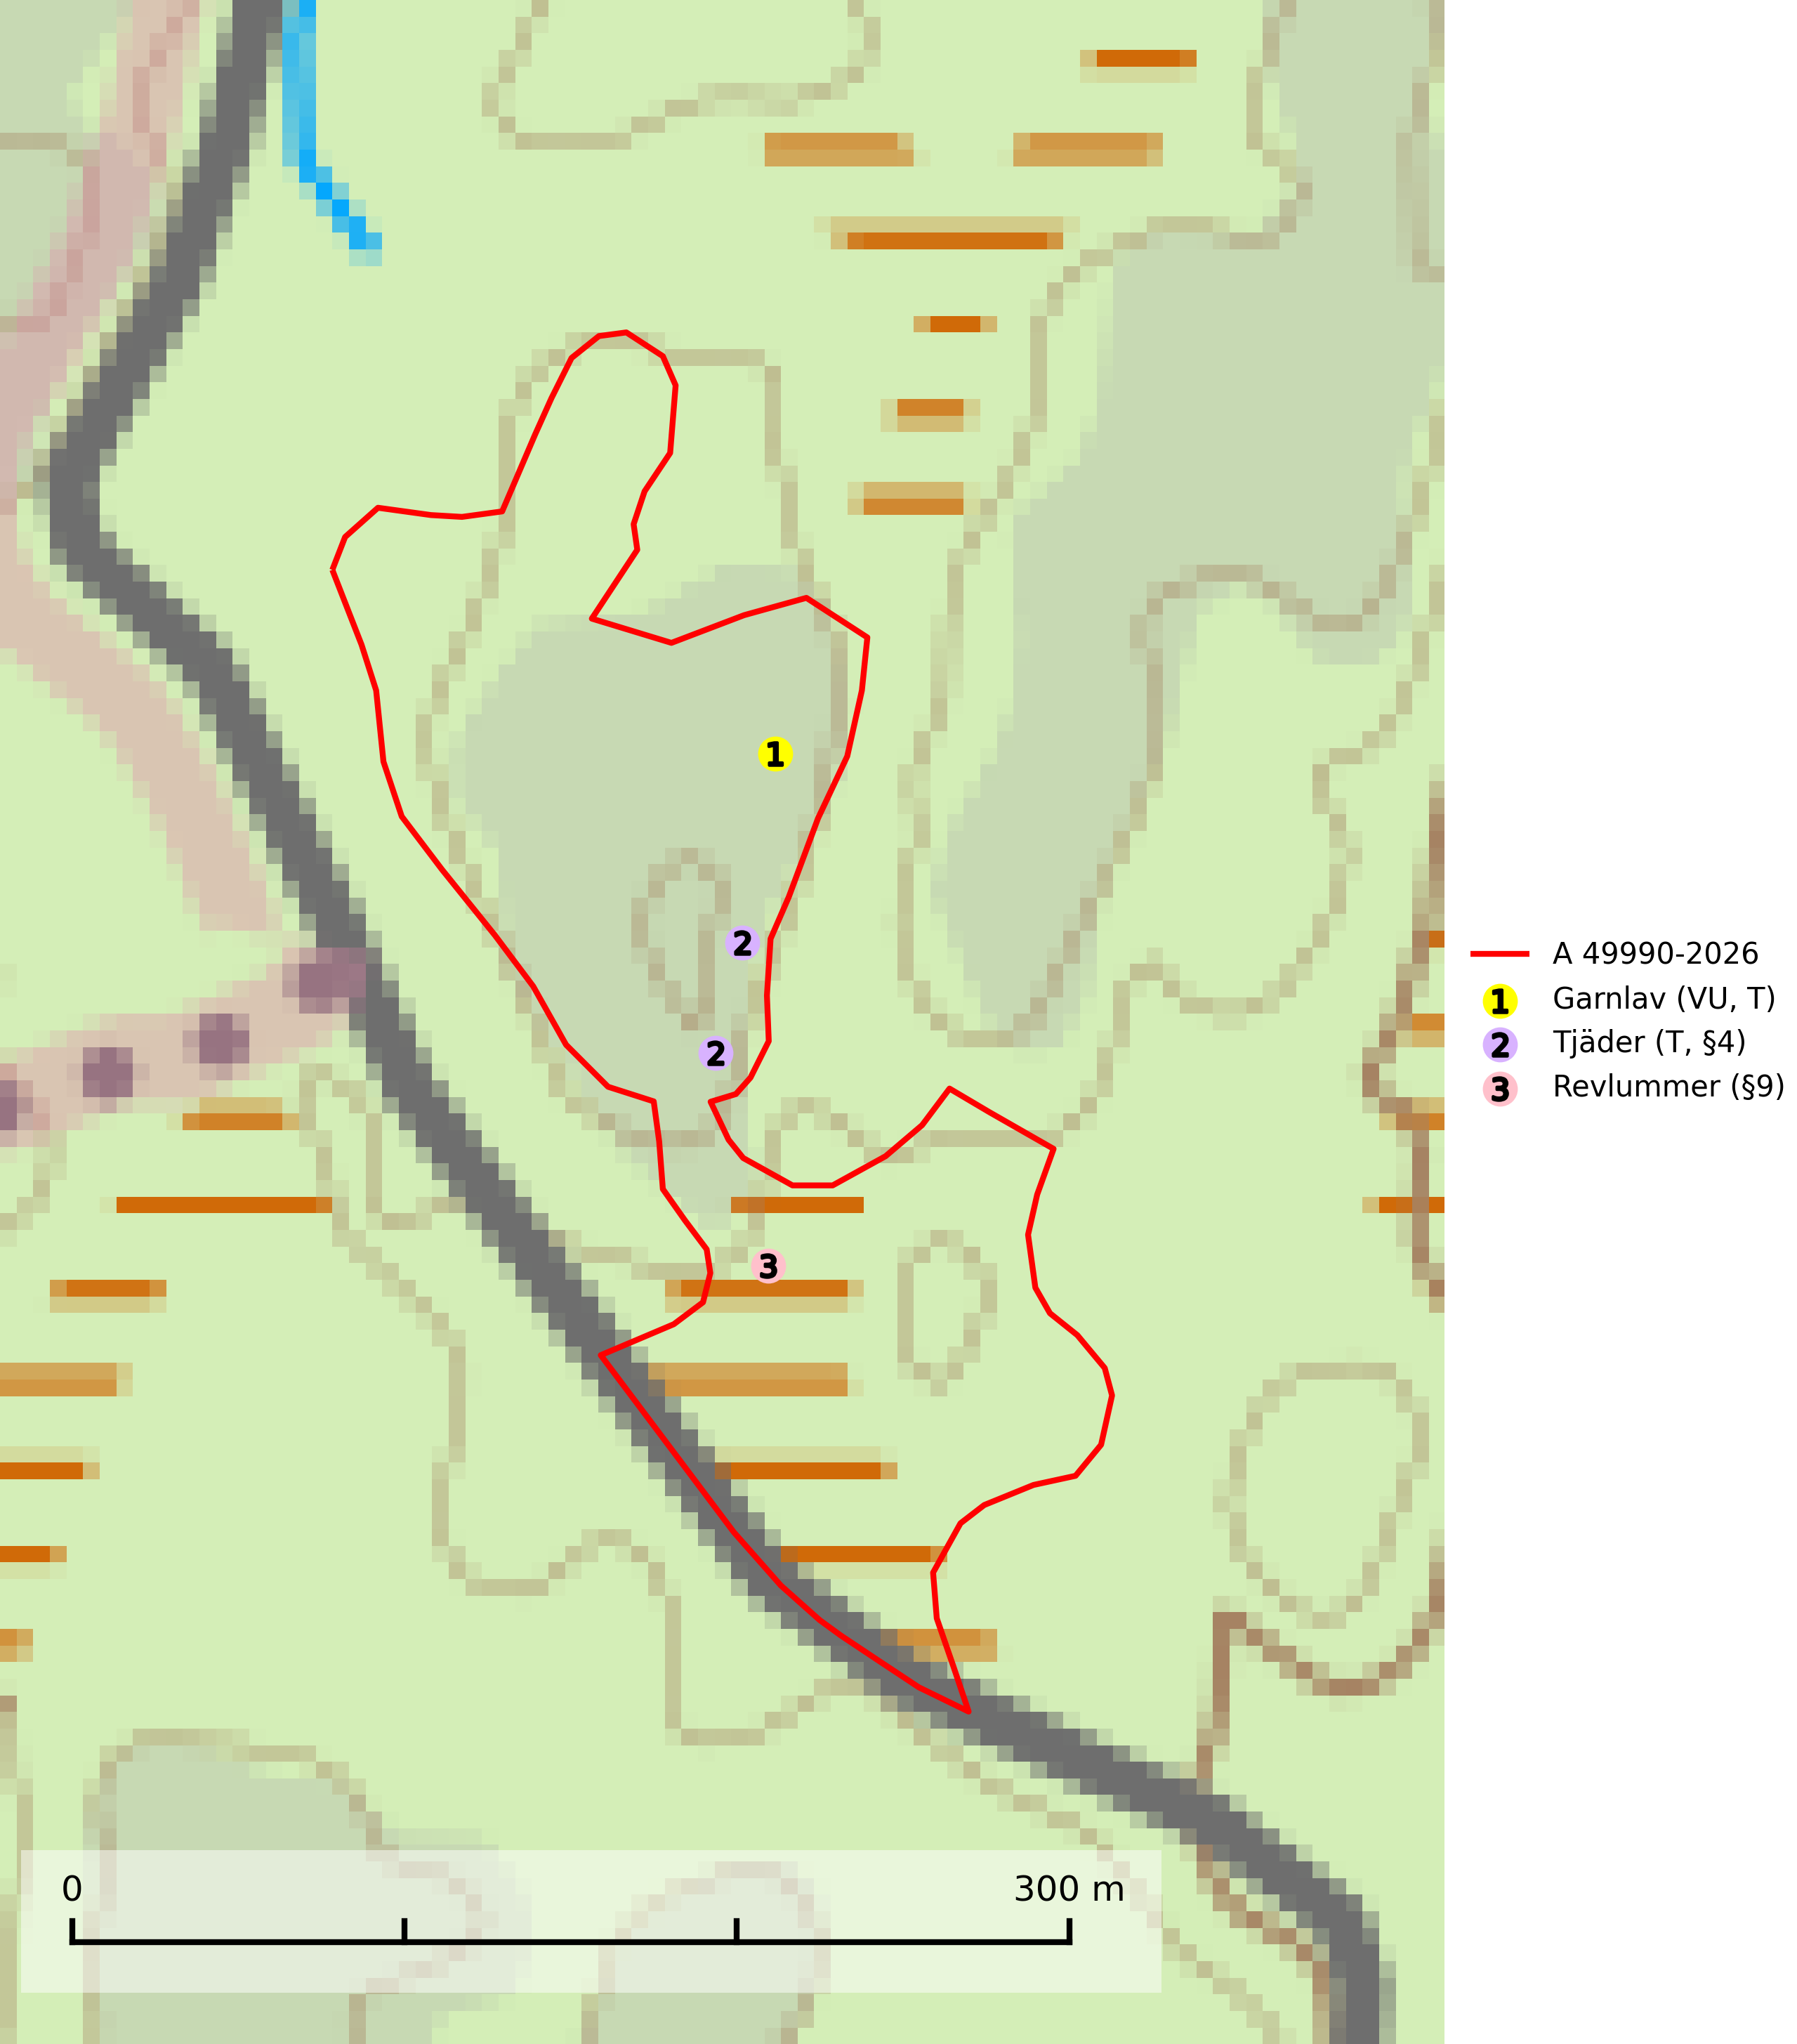 1
2
2
3
A 49990-2026
1 Garnlav (VU, T)
2 Tjäder (T, §4)
3 Revlummer (§9)
0 300 m